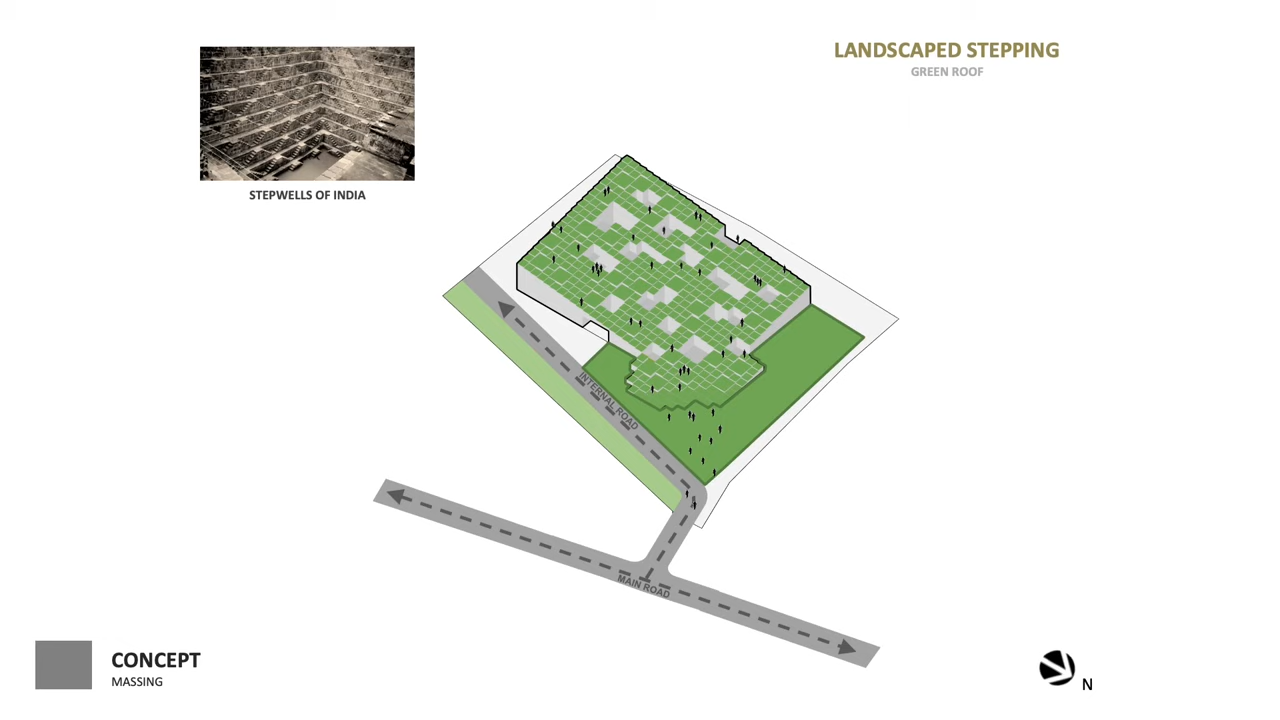 LANDSCAPED STEPPING
GREEN ROOF
STEPWELLS OF INDIA
INTERNAL ROAD
MAIN ROAD
CONCEPT
MASSING
N